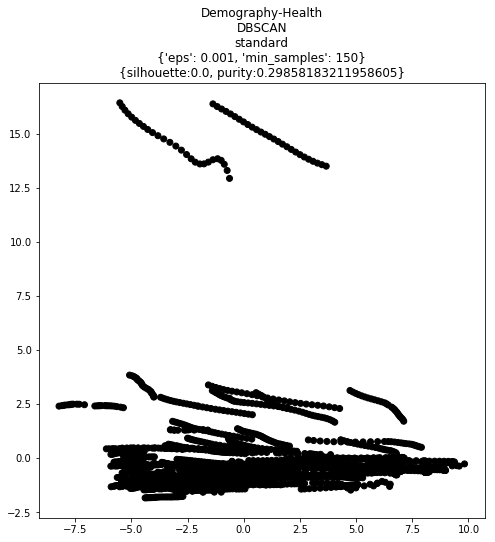 Demography-Health
DBSCAN
standard
{'eps': 0.001, 'min_samples': 150}
{silhouette:0.0, purity:0.29858183211958605}
15.0
12.5
10.0
7.5
5.0
2.5
0.0
−2.5
−7.5 −5.0 −2.5 0.0 2.5 5.0 7.5 10.0